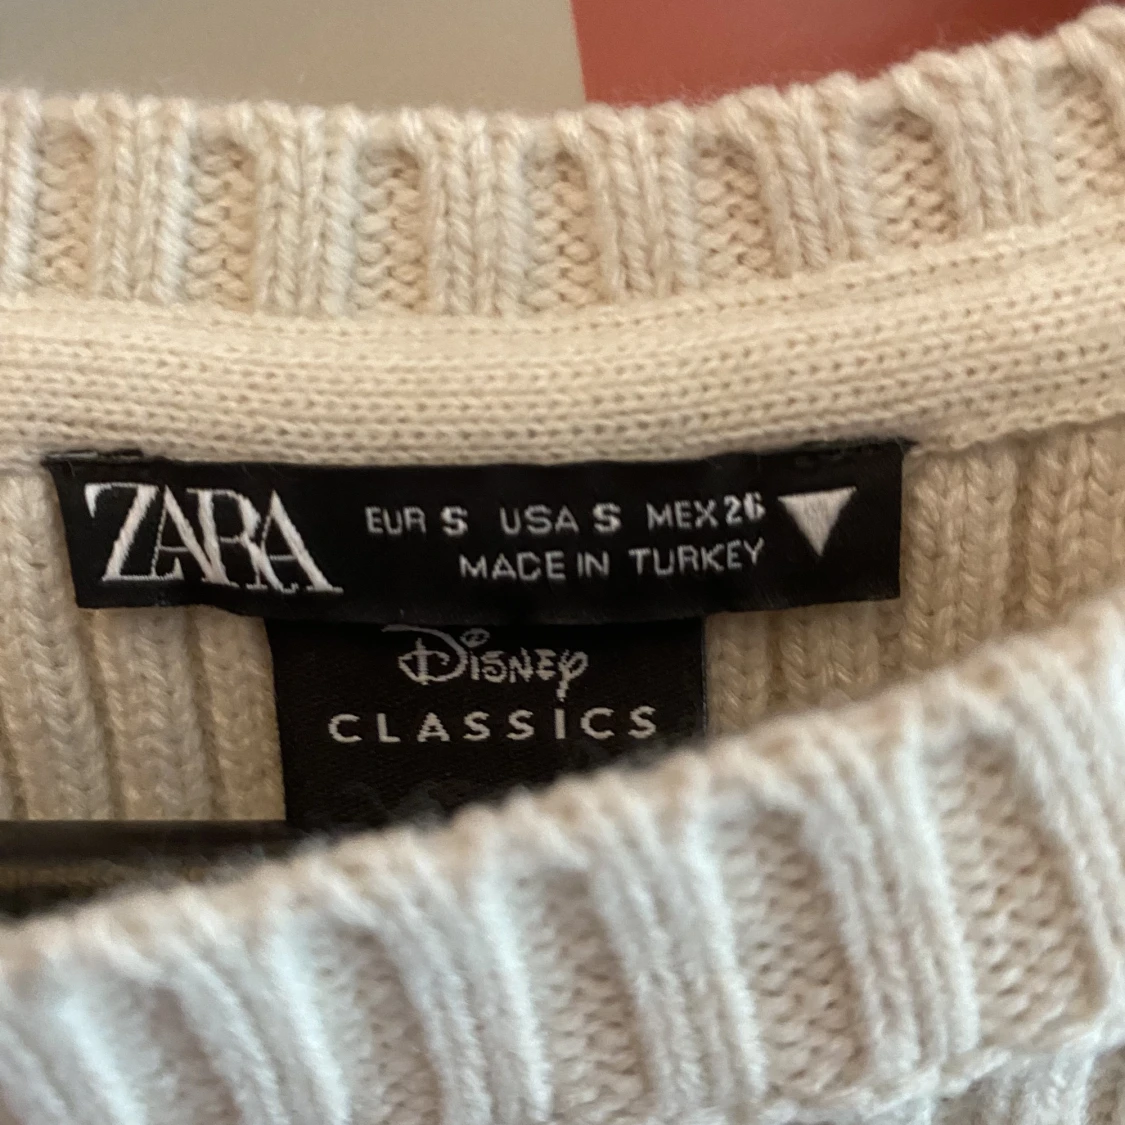 ZARA
EUR S USA S MEX 26
MADE IN TURKEY
Disney
CLASSICS